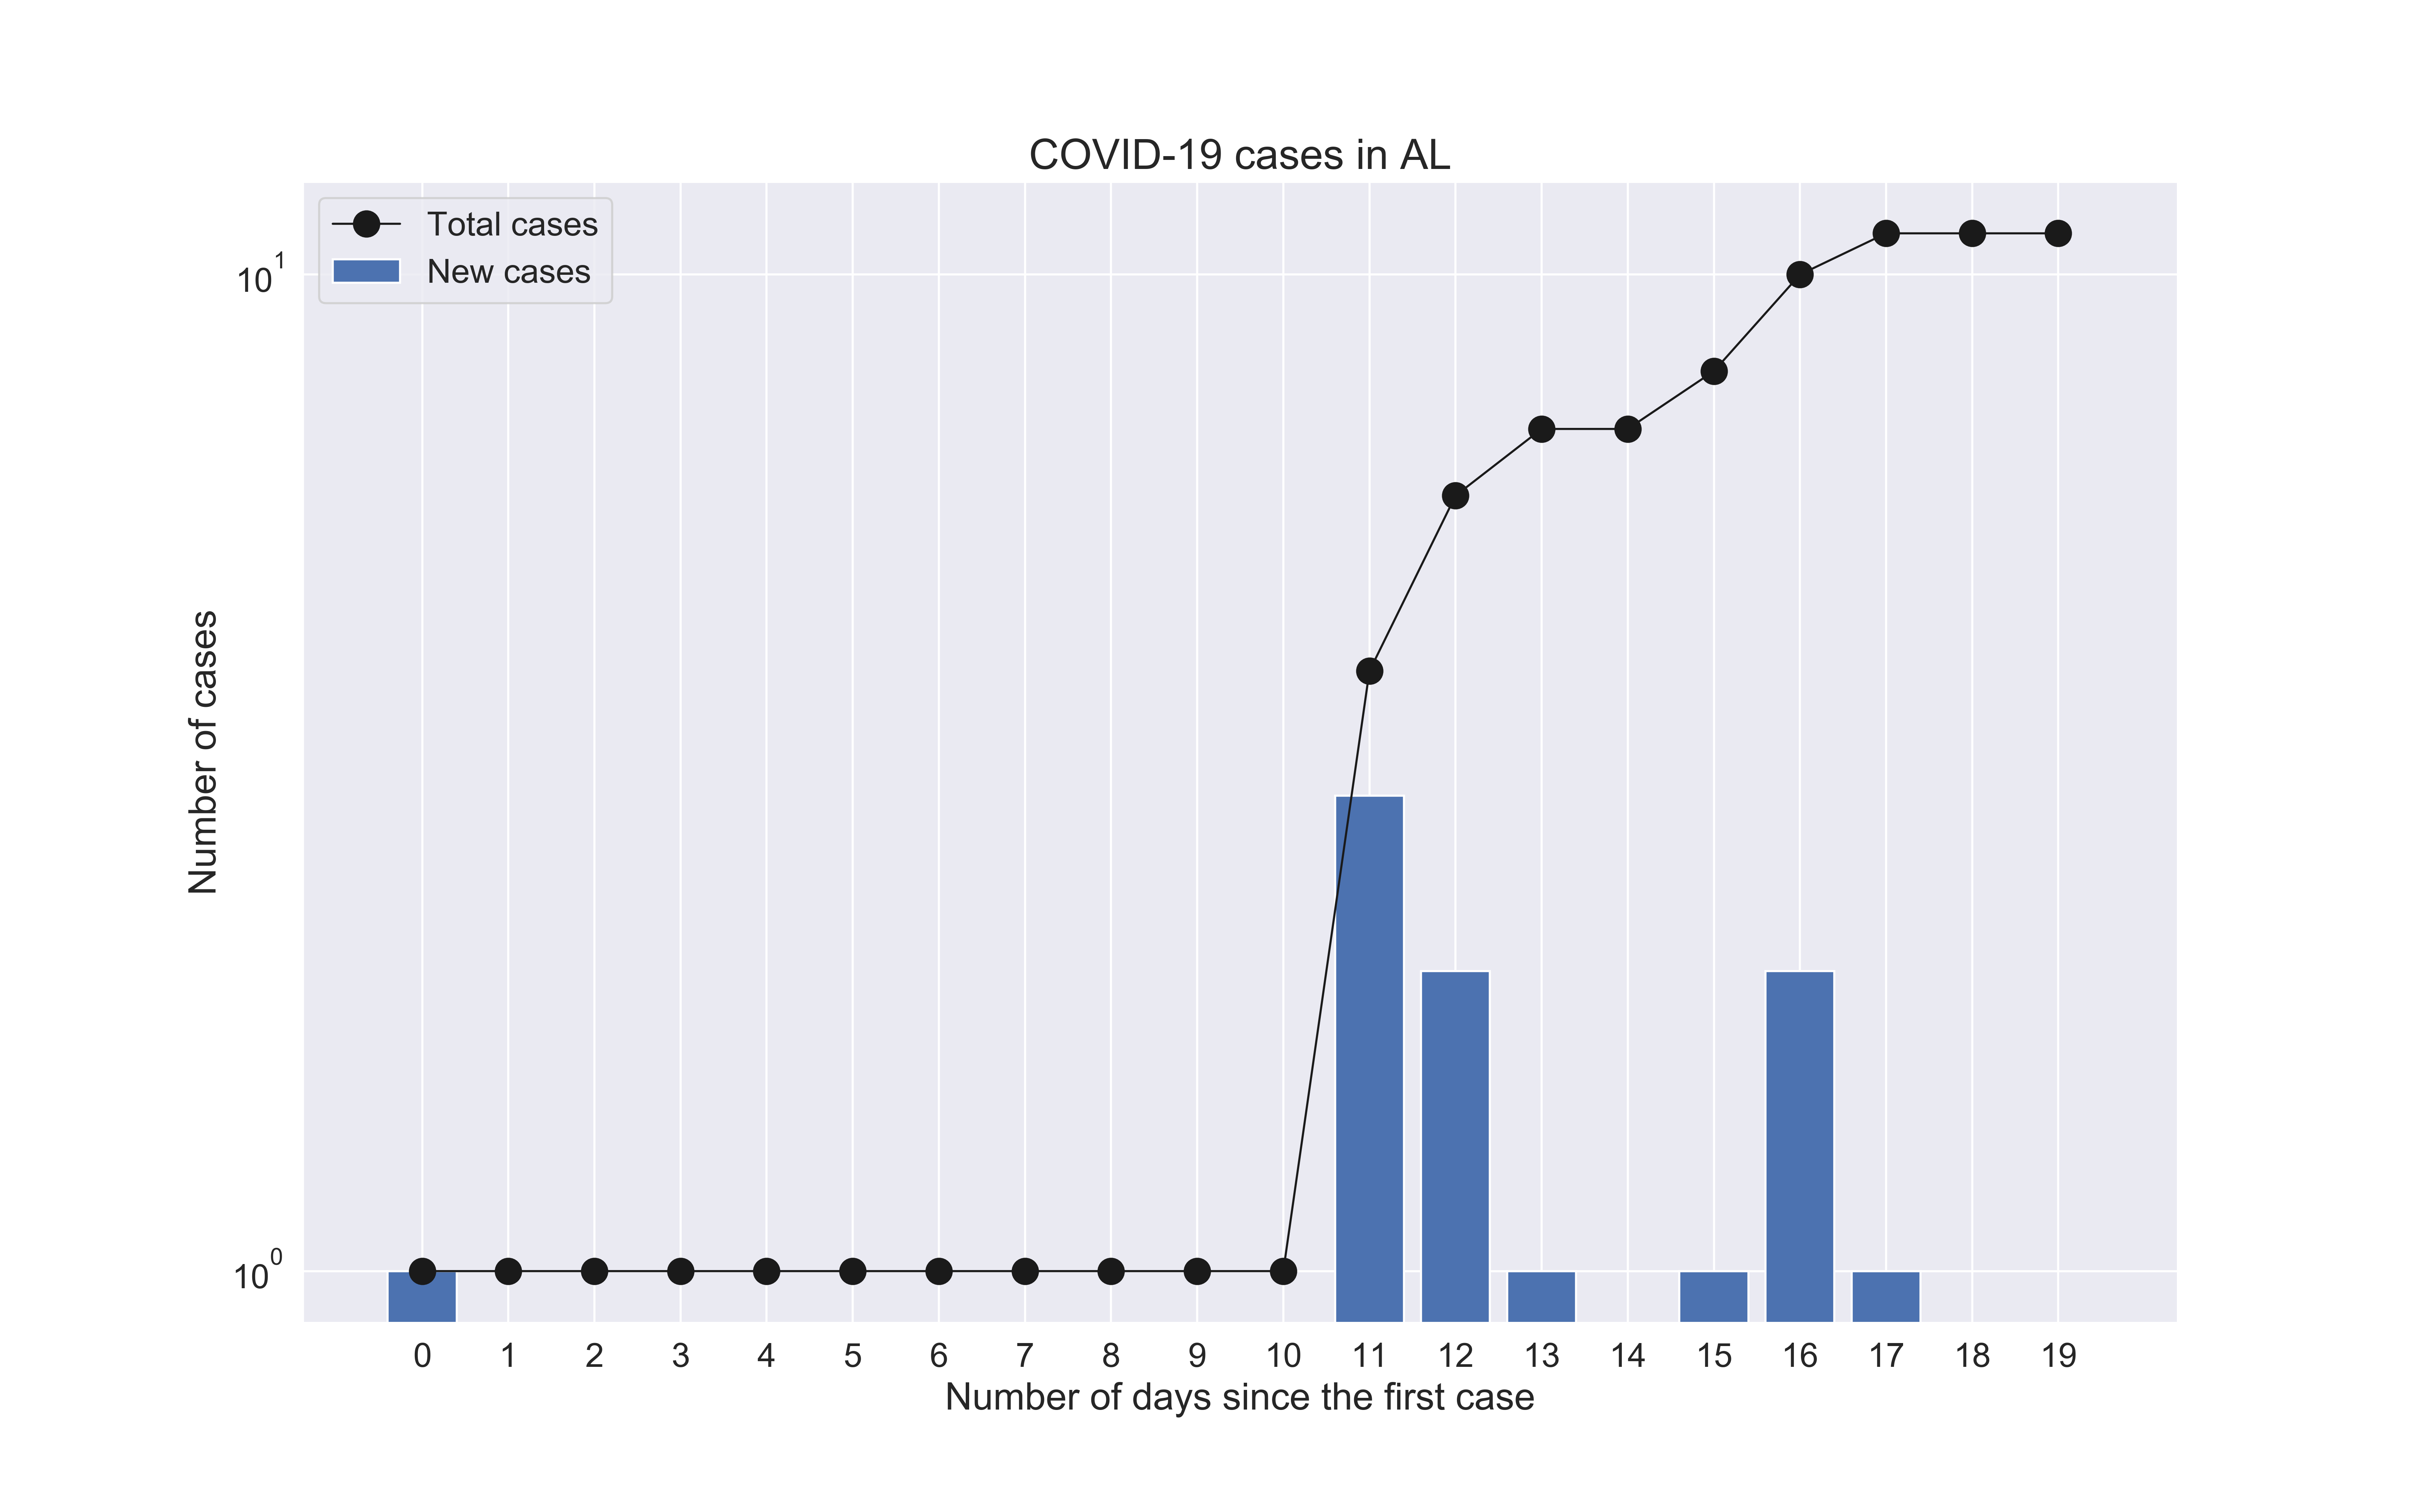 COVID-19 cases in AL
Total cases
New cases
10^1
10^0
Number of cases
0 1 2 3 4 5 6 7 8 9 10 11 12 13 14 15 16 17 18 19
Number of days since the first case